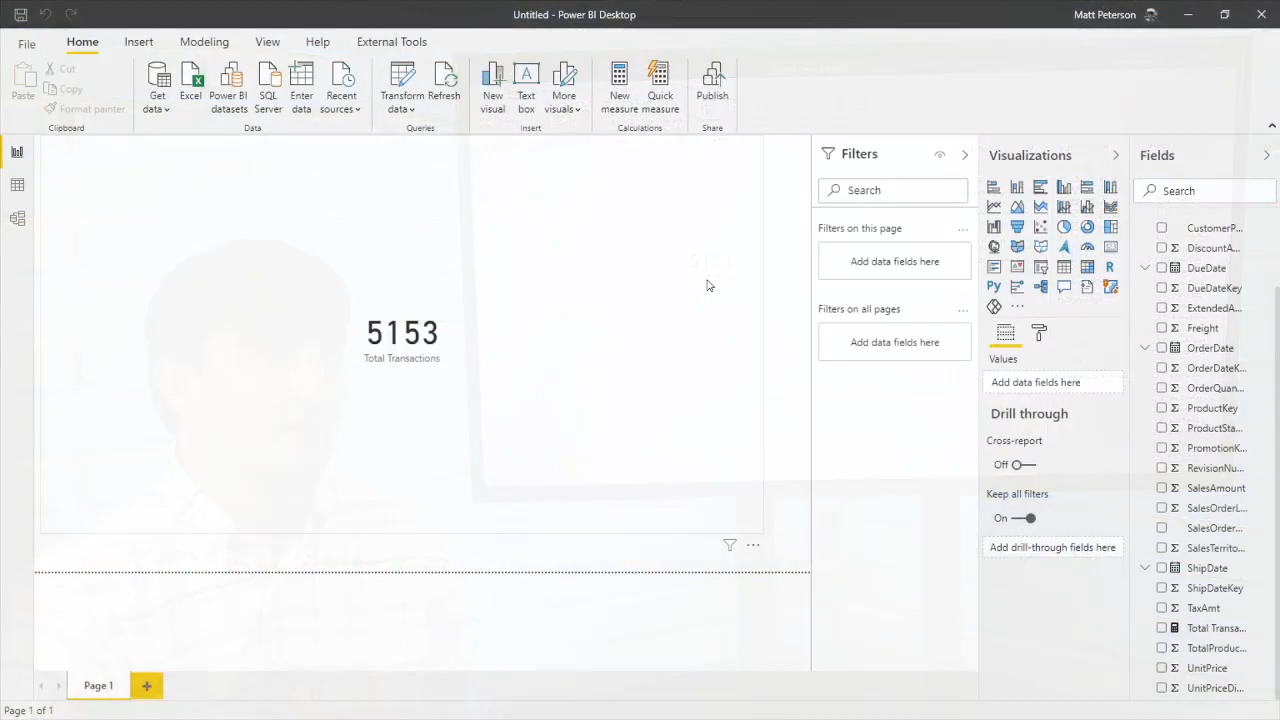 Untitled - Power BI Desktop
Matt Peterson
File
Home
Insert
Modeling
View
Help
External Tools
Paste
Cut
Copy
Format painter
Clipboard
Get data
Excel
Power BI datasets
SQL Server
Enter data
Recent sources
Data
Transform data
Refresh
Queries
New visual
Text box
More visuals
Insert
New measure
Quick measure
Calculations
Publish
Share
5153
Total Transactions
5153
Filters
Search
Filters on this page
...
Add data fields here
Filters on all pages
...
Add data fields here
Visualizations
R
Py
...
Values
Add data fields here
Drill through
Cross-report
Off
Keep all filters
On
Add drill-through fields here
Fields
Search
CustomerP...
DiscountA...
DueDate
DueDateKey
ExtendedA...
Freight
OrderDate
OrderDateK...
OrderQuan...
ProductKey
ProductSta...
PromotionK...
RevisionNu...
SalesAmount
SalesOrderL...
SalesOrder...
SalesTerrito...
ShipDate
ShipDateKey
TaxAmt
Total Transa...
TotalProduc...
UnitPrice
UnitPriceDi...
Page 1
Page 1 of 1